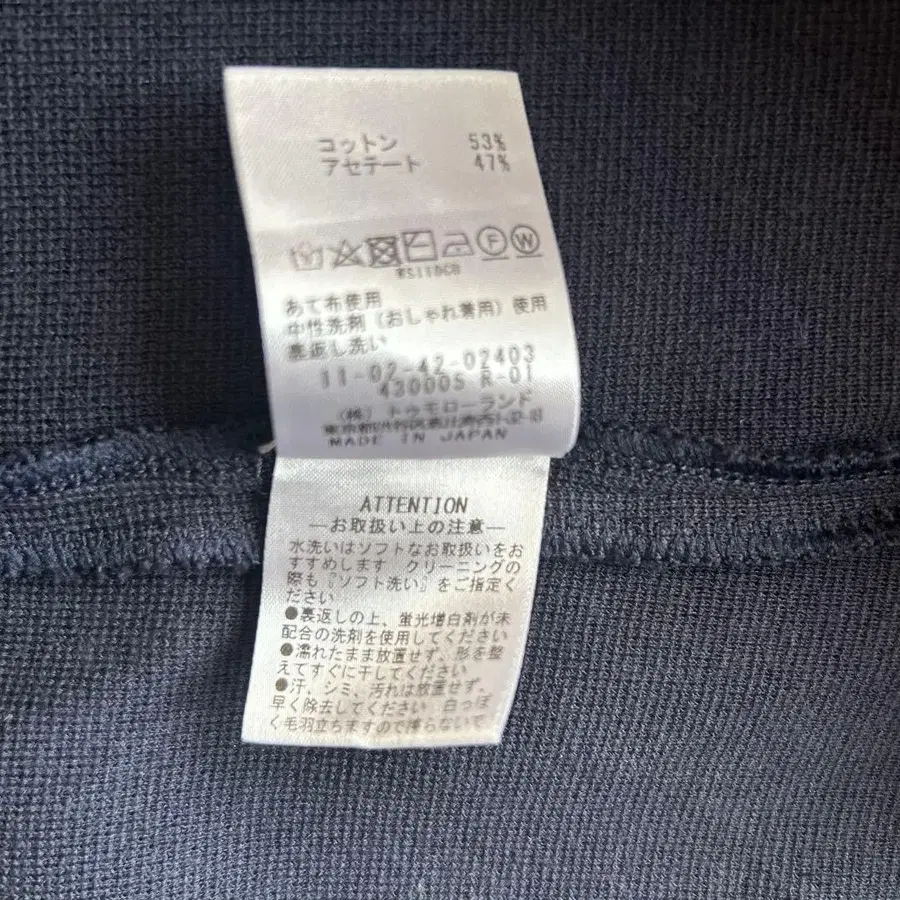 コットン 53%
アセテート 47%
F W
あて布使用
中性洗剤(おしゃれ着用)使用
裏返し洗い
11-02-42-02403
43000S R-01
(株) トゥモローランド
MADE IN JAPAN
ATTENTION
―お取扱い上の注意―
水洗いはソフトなお取扱いをお
すすめします クリーニングの
際も『ソフト洗い』をご指定く
ださい
●裏返しの上、蛍光増白剤が未
配合の洗剤を使用してください
●濡れたまま放置せず、形を整
えてすぐに干してください
●汗、シミ、汚れは放置せず、
早く除去してください 白っぽ
く毛羽立ちますので擦らないで